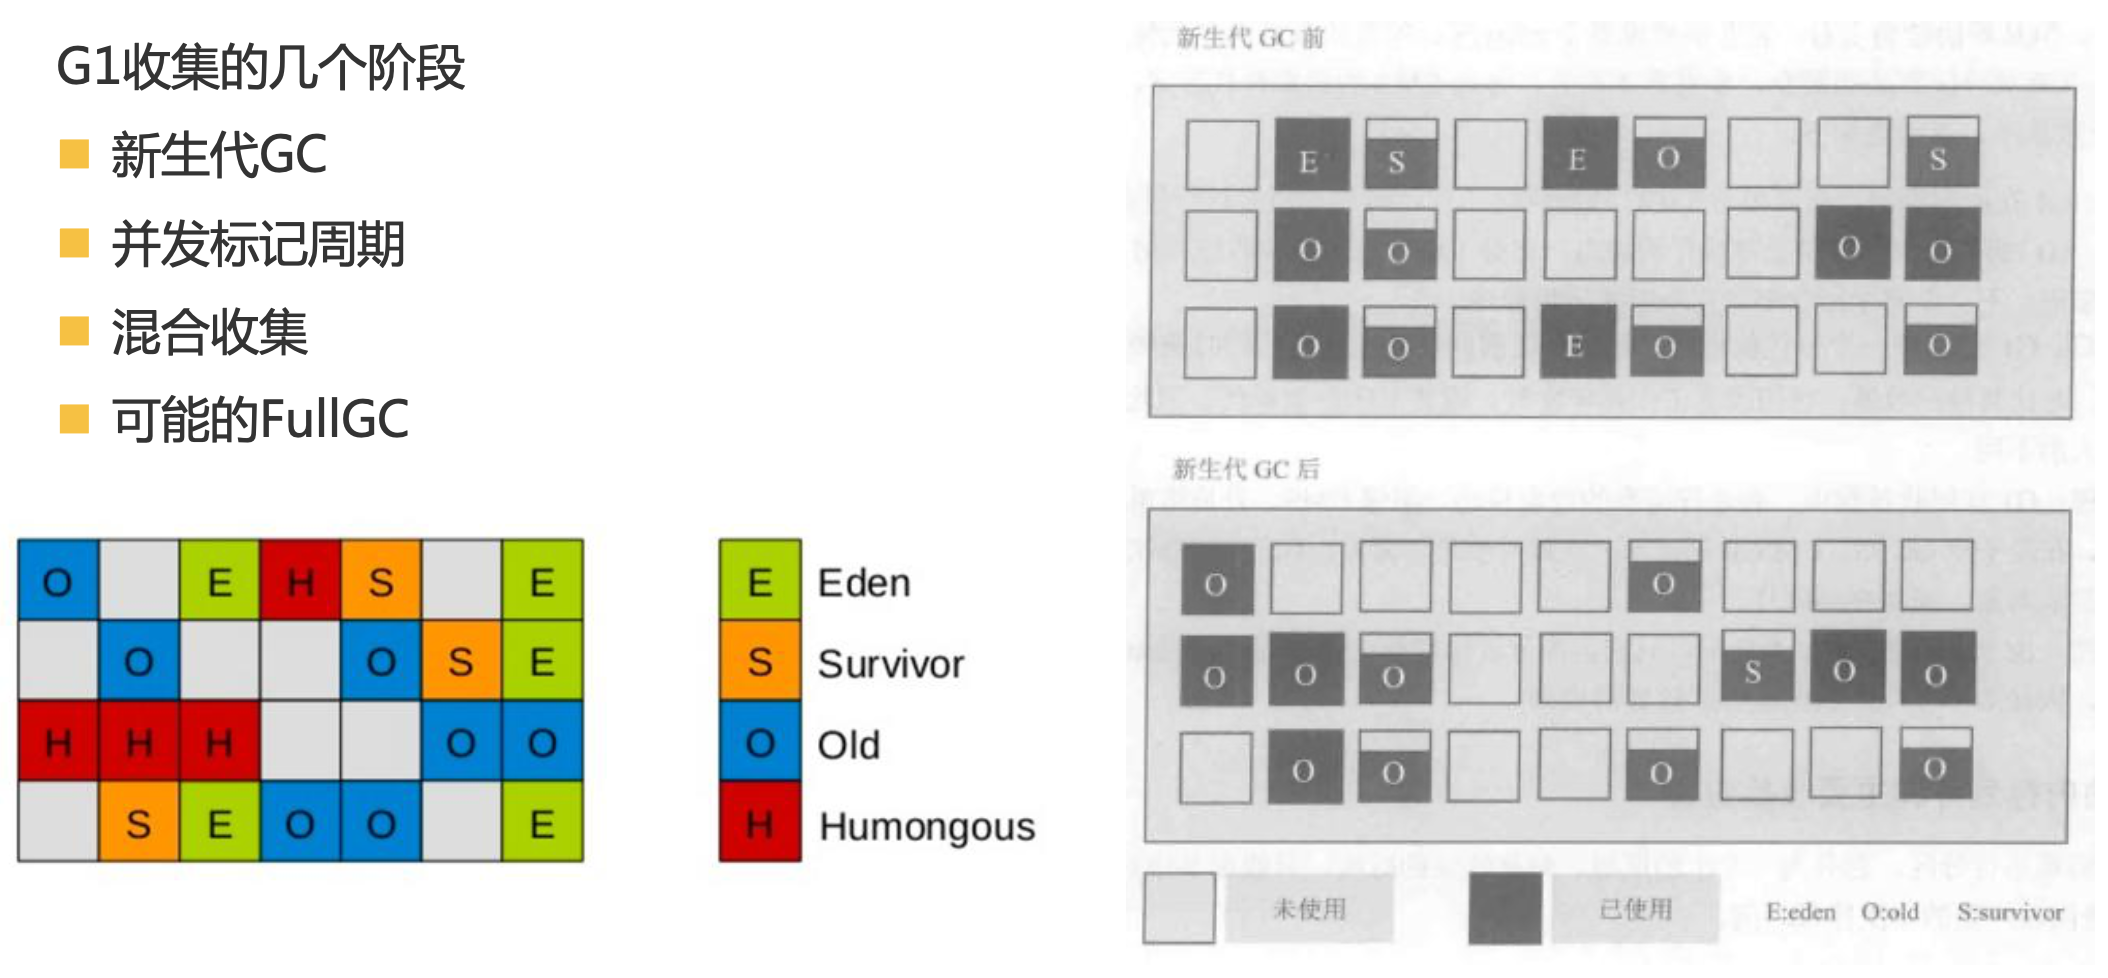 G1收集的几个阶段
新生代GC
并发标记周期
混合收集
可能的FullGC
O E H S E
O O S E
H H H O O
S E O O E
E Eden
S Survivor
O Old
H Humongous
新生代 GC 前
E S E O S
O O O O
O O E O O
新生代 GC 后
O O
O O O S O O
O O O O
未使用 已使用 E:eden O:old S:survivor